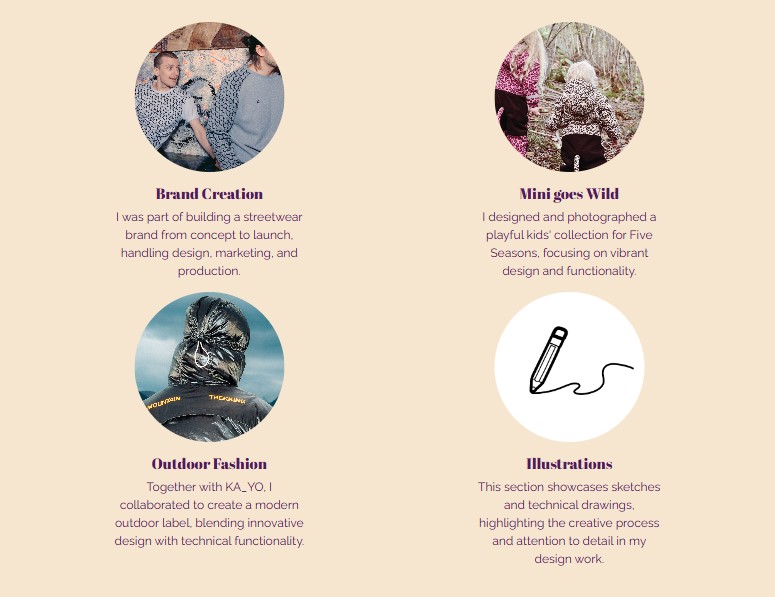 Brand Creation
I was part of building a streetwear
brand from concept to launch,
handling design, marketing, and
production.
Mini goes Wild
I designed and photographed a
playful kids' collection for Five
Seasons, focusing on vibrant
design and functionality.
MOUNTAIN
Outdoor Fashion
Together with KA_YO, I
collaborated to create a modern
outdoor label, blending innovative
design with technical functionality.
Illustrations
This section showcases sketches
and technical drawings,
highlighting the creative process
and attention to detail in my
design work.